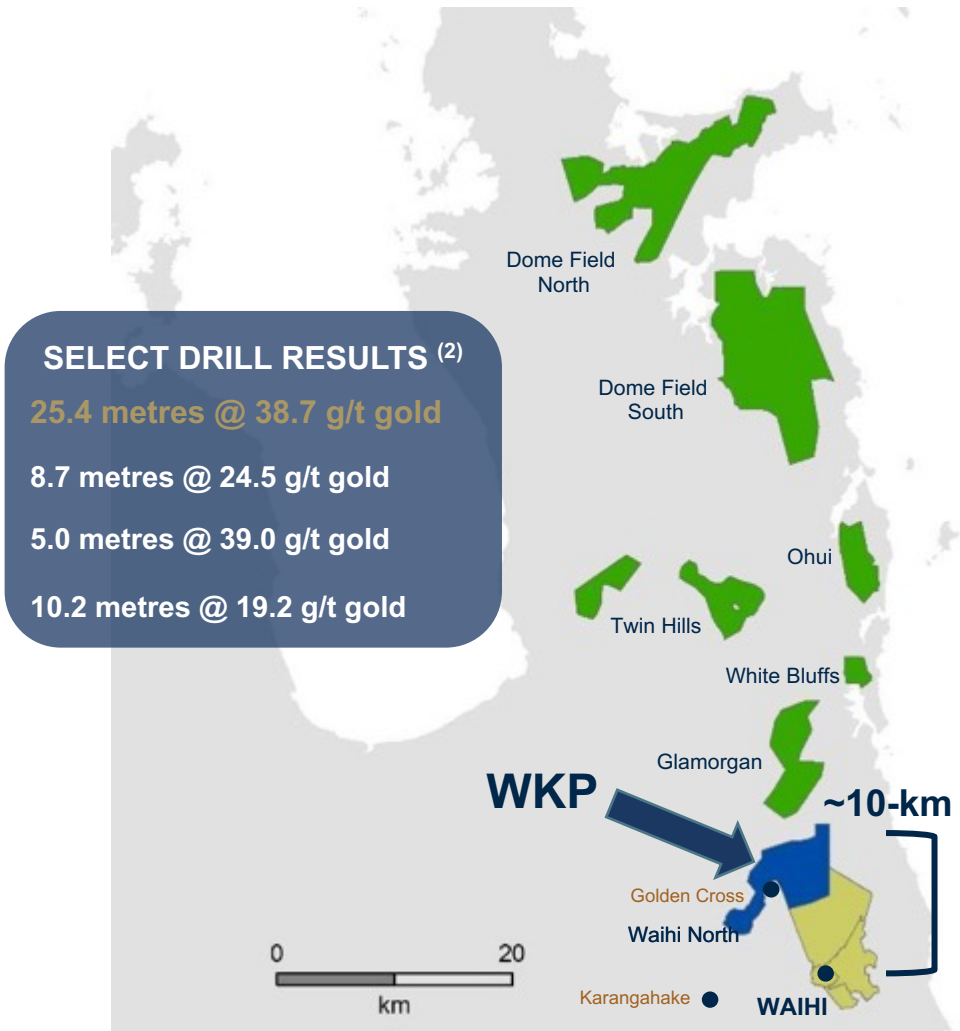 Dome Field
North
SELECT DRILL RESULTS (2)
25.4 metres @ 38.7 g/t gold
8.7 metres @ 24.5 g/t gold
5.0 metres @ 39.0 g/t gold
10.2 metres @ 19.2 g/t gold
Dome Field
South
Ohui
Twin Hills
White Bluffs
Glamorgan
WKP
~10-km
Golden Cross
Waihi North
0
20
km
Karangahake
WAIHI